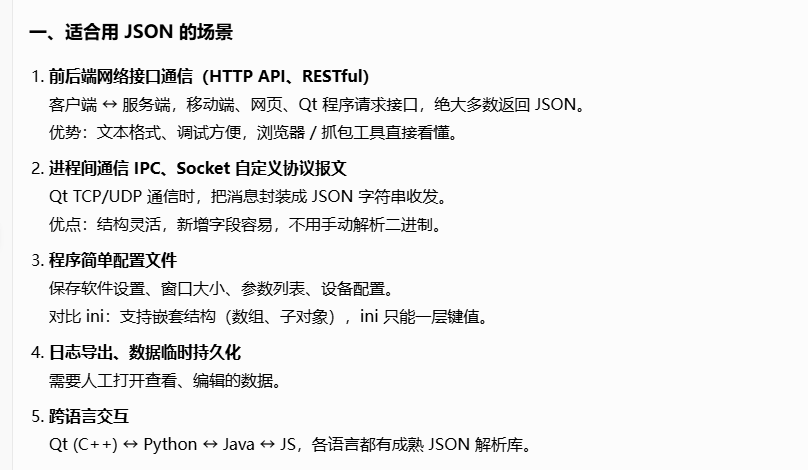 一、适合用 JSON 的场景
1. 前后端网络接口通信（HTTP API、RESTful）
客户端 ↔ 服务端，移动端、网页、Qt 程序请求接口，绝大多数返回 JSON。
优势：文本格式、调试方便，浏览器 / 抓包工具直接看懂。
2. 进程间通信 IPC、Socket 自定义协议报文
Qt TCP/UDP 通信时，把消息封装成 JSON 字符串收发。
优点：结构灵活，新增字段容易，不用手动解析二进制。
3. 程序简单配置文件
保存软件设置、窗口大小、参数列表、设备配置。
对比 ini：支持嵌套结构（数组、子对象），ini 只能一层键值。
4. 日志导出、数据临时持久化
需要人工打开查看、编辑的数据。
5. 跨语言交互
Qt (C++) ↔ Python ↔ Java ↔ JS，各语言都有成熟 JSON 解析库。